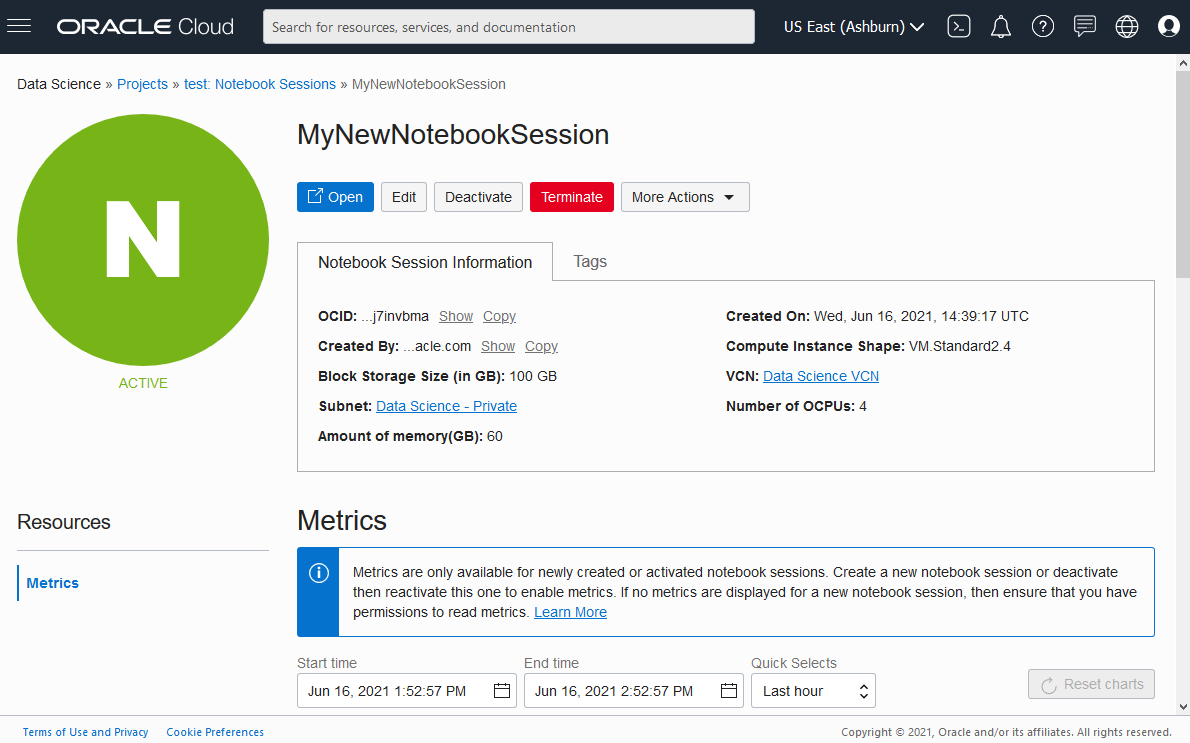 ORACLE Cloud
Search for resources, services, and documentation
US East (Ashburn)
Data Science » Projects » test: Notebook Sessions » MyNewNotebookSession
N
ACTIVE
MyNewNotebookSession
Open Edit Deactivate Terminate More Actions
Notebook Session Information Tags
OCID: ...j7invbma Show Copy
Created By: ...acle.com Show Copy
Block Storage Size (in GB): 100 GB
Subnet: Data Science - Private
Amount of memory(GB): 60
Created On: Wed, Jun 16, 2021, 14:39:17 UTC
Compute Instance Shape: VM.Standard2.4
VCN: Data Science VCN
Number of OCPUs: 4
Resources
Metrics
Metrics
Metrics are only available for newly created or activated notebook sessions. Create a new notebook session or deactivate
then reactivate this one to enable metrics. If no metrics are displayed for a new notebook session, then ensure that you have
permissions to read metrics. Learn More
Start time End time Quick Selects
Jun 16, 2021 1:52:57 PM Jun 16, 2021 2:52:57 PM Last hour Reset charts
Terms of Use and Privacy Cookie Preferences Copyright © 2021, Oracle and/or its affiliates. All rights reserved.